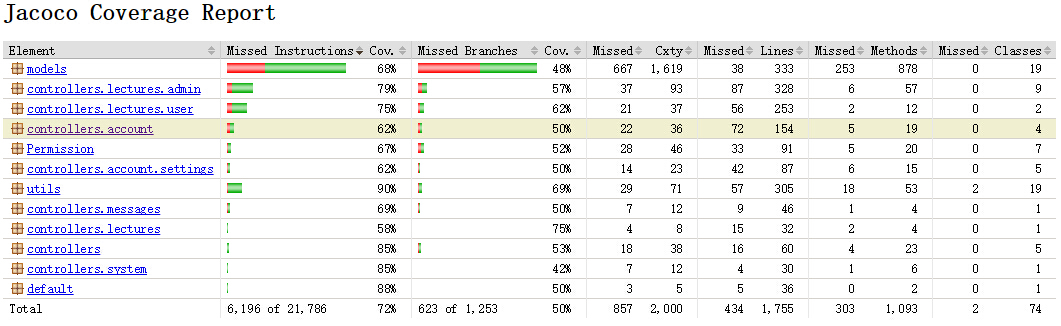 Jacoco Coverage Report
Element Missed Instructions Cov. Missed Branches Cov. Missed Cxty Missed Lines Missed Methods Missed Classes
models 68% 48% 667 1,619 38 333 253 878 0 19
controllers.lectures.admin 79% 57% 37 93 87 328 6 57 0 9
controllers.lectures.user 75% 62% 21 37 56 253 2 12 0 2
controllers.account 62% 50% 22 36 72 154 5 19 0 4
Permission 67% 52% 28 46 33 91 5 20 0 7
controllers.account.settings 62% 50% 14 23 42 87 6 15 0 5
utils 90% 69% 29 71 57 305 18 53 2 19
controllers.messages 69% 50% 7 12 9 46 1 4 0 1
controllers.lectures 58% 75% 4 8 15 32 2 4 0 1
controllers 85% 53% 18 38 16 60 4 23 0 5
controllers.system 85% 42% 7 12 4 30 1 6 0 1
default 88% 50% 3 5 5 36 0 2 0 1
Total 6,196 of 21,786 72% 623 of 1,253 50% 857 2,000 434 1,755 303 1,093 2 74